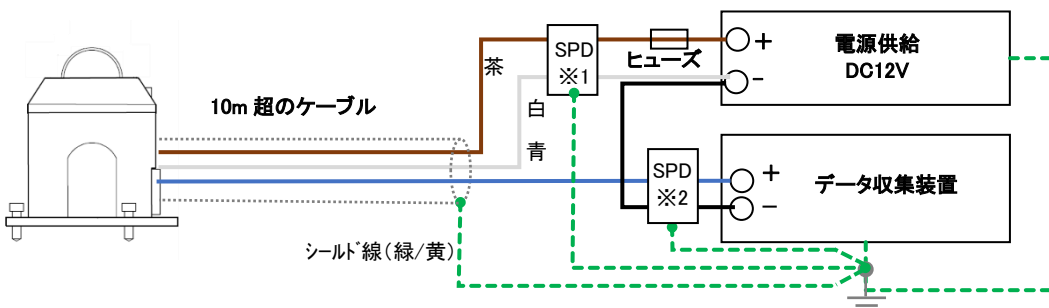 10m 超のケーブル
茶
白
青
シールド線(緑/黄)
SPD
※1
ヒューズ
+
-
電源供給
DC12V
SPD
※2
+
-
データ収集装置